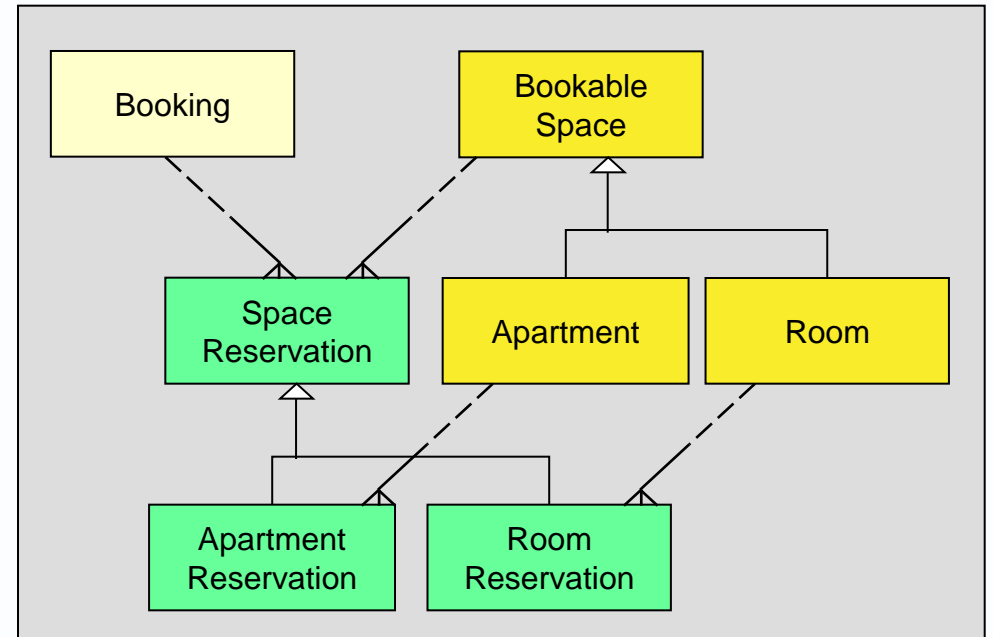 Booking
Bookable
Space
Space
Reservation
Apartment
Room
Apartment
Reservation
Room
Reservation